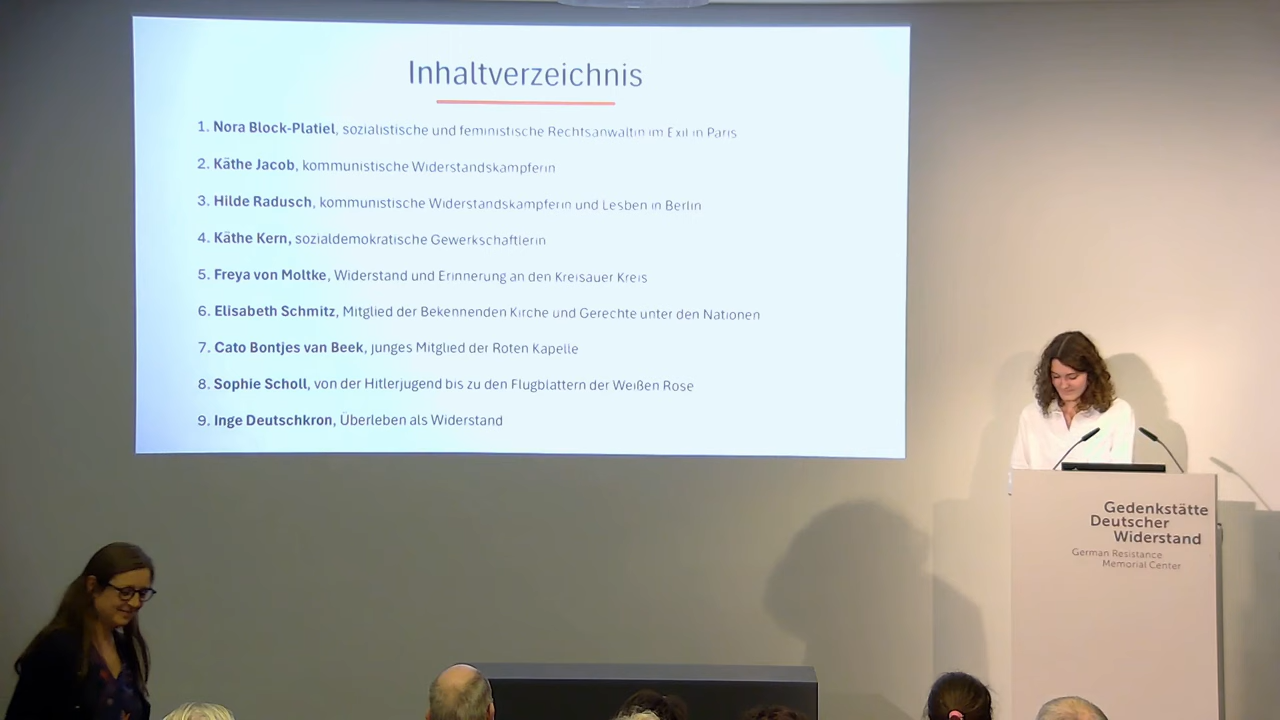 Inhaltverzeichnis
1. Nora Block-Platiel, sozialistische und feministische Rechtsanwältin im Exil in Paris
2. Käthe Jacob, kommunistische Widerstandskämpferin
3. Hilde Radusch, kommunistische Widerstandskämpferin und Lesben in Berlin
4. Käthe Kern, sozialdemokratische Gewerkschaftlerin
5. Freya von Moltke, Widerstand und Erinnerung an den Kreisauer Kreis
6. Elisabeth Schmitz, Mitglied der Bekennenden Kirche und Gerechte unter den Nationen
7. Cato Bontjes van Beek, junges Mitglied der Roten Kapelle
8. Sophie Scholl, von der Hitlerjugend bis zu den Flugblättern der Weißen Rose
9. Inge Deutschkron, Überleben als Widerstand
Gedenkstätte
Deutscher
Widerstand
German Resistance
Memorial Center